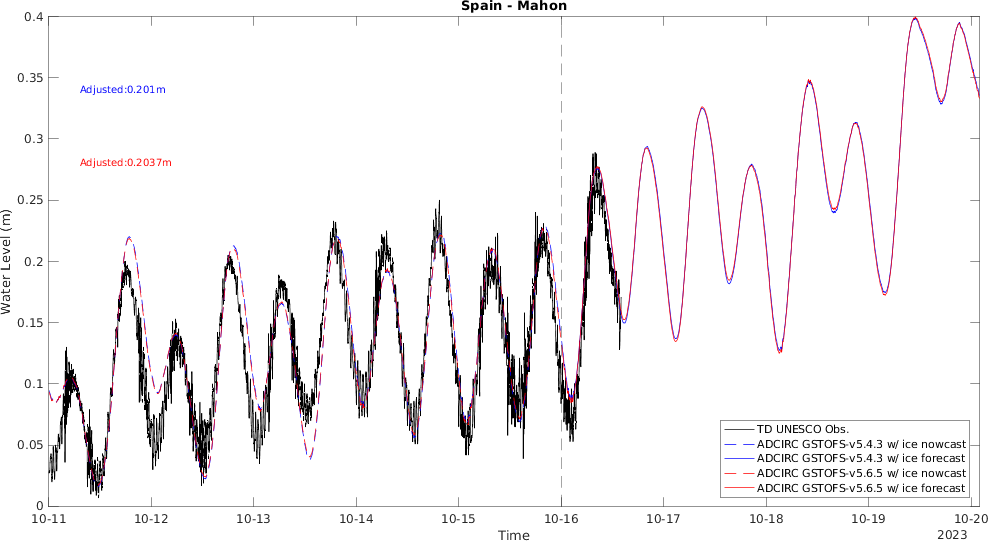 Spain - Mahon
0.4
0.35
0.3
0.25
0.2
0.15
0.1
0.05
0
Water Level (m)
Adjusted:0.201m
Adjusted:0.2037m
TD UNESCO Obs.
ADCIRC GSTOFS-v5.4.3 w/ ice nowcast
ADCIRC GSTOFS-v5.4.3 w/ ice forecast
ADCIRC GSTOFS-v5.6.5 w/ ice nowcast
ADCIRC GSTOFS-v5.6.5 w/ ice forecast
10-11 10-12 10-13 10-14 10-15 10-16 10-17 10-18 10-19 10-20
Time
2023